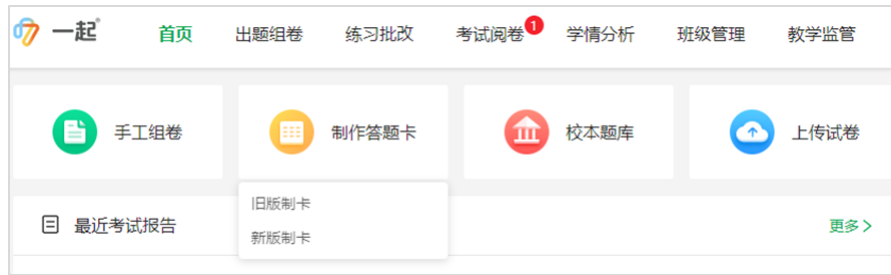 一起 首页 出题组卷 练习批改 考试阅卷 1 学情分析 班级管理 教学监管
手工组卷 制作答题卡 校本题库 上传试卷
旧版制卡
最近考试报告 更多 >
新版制卡